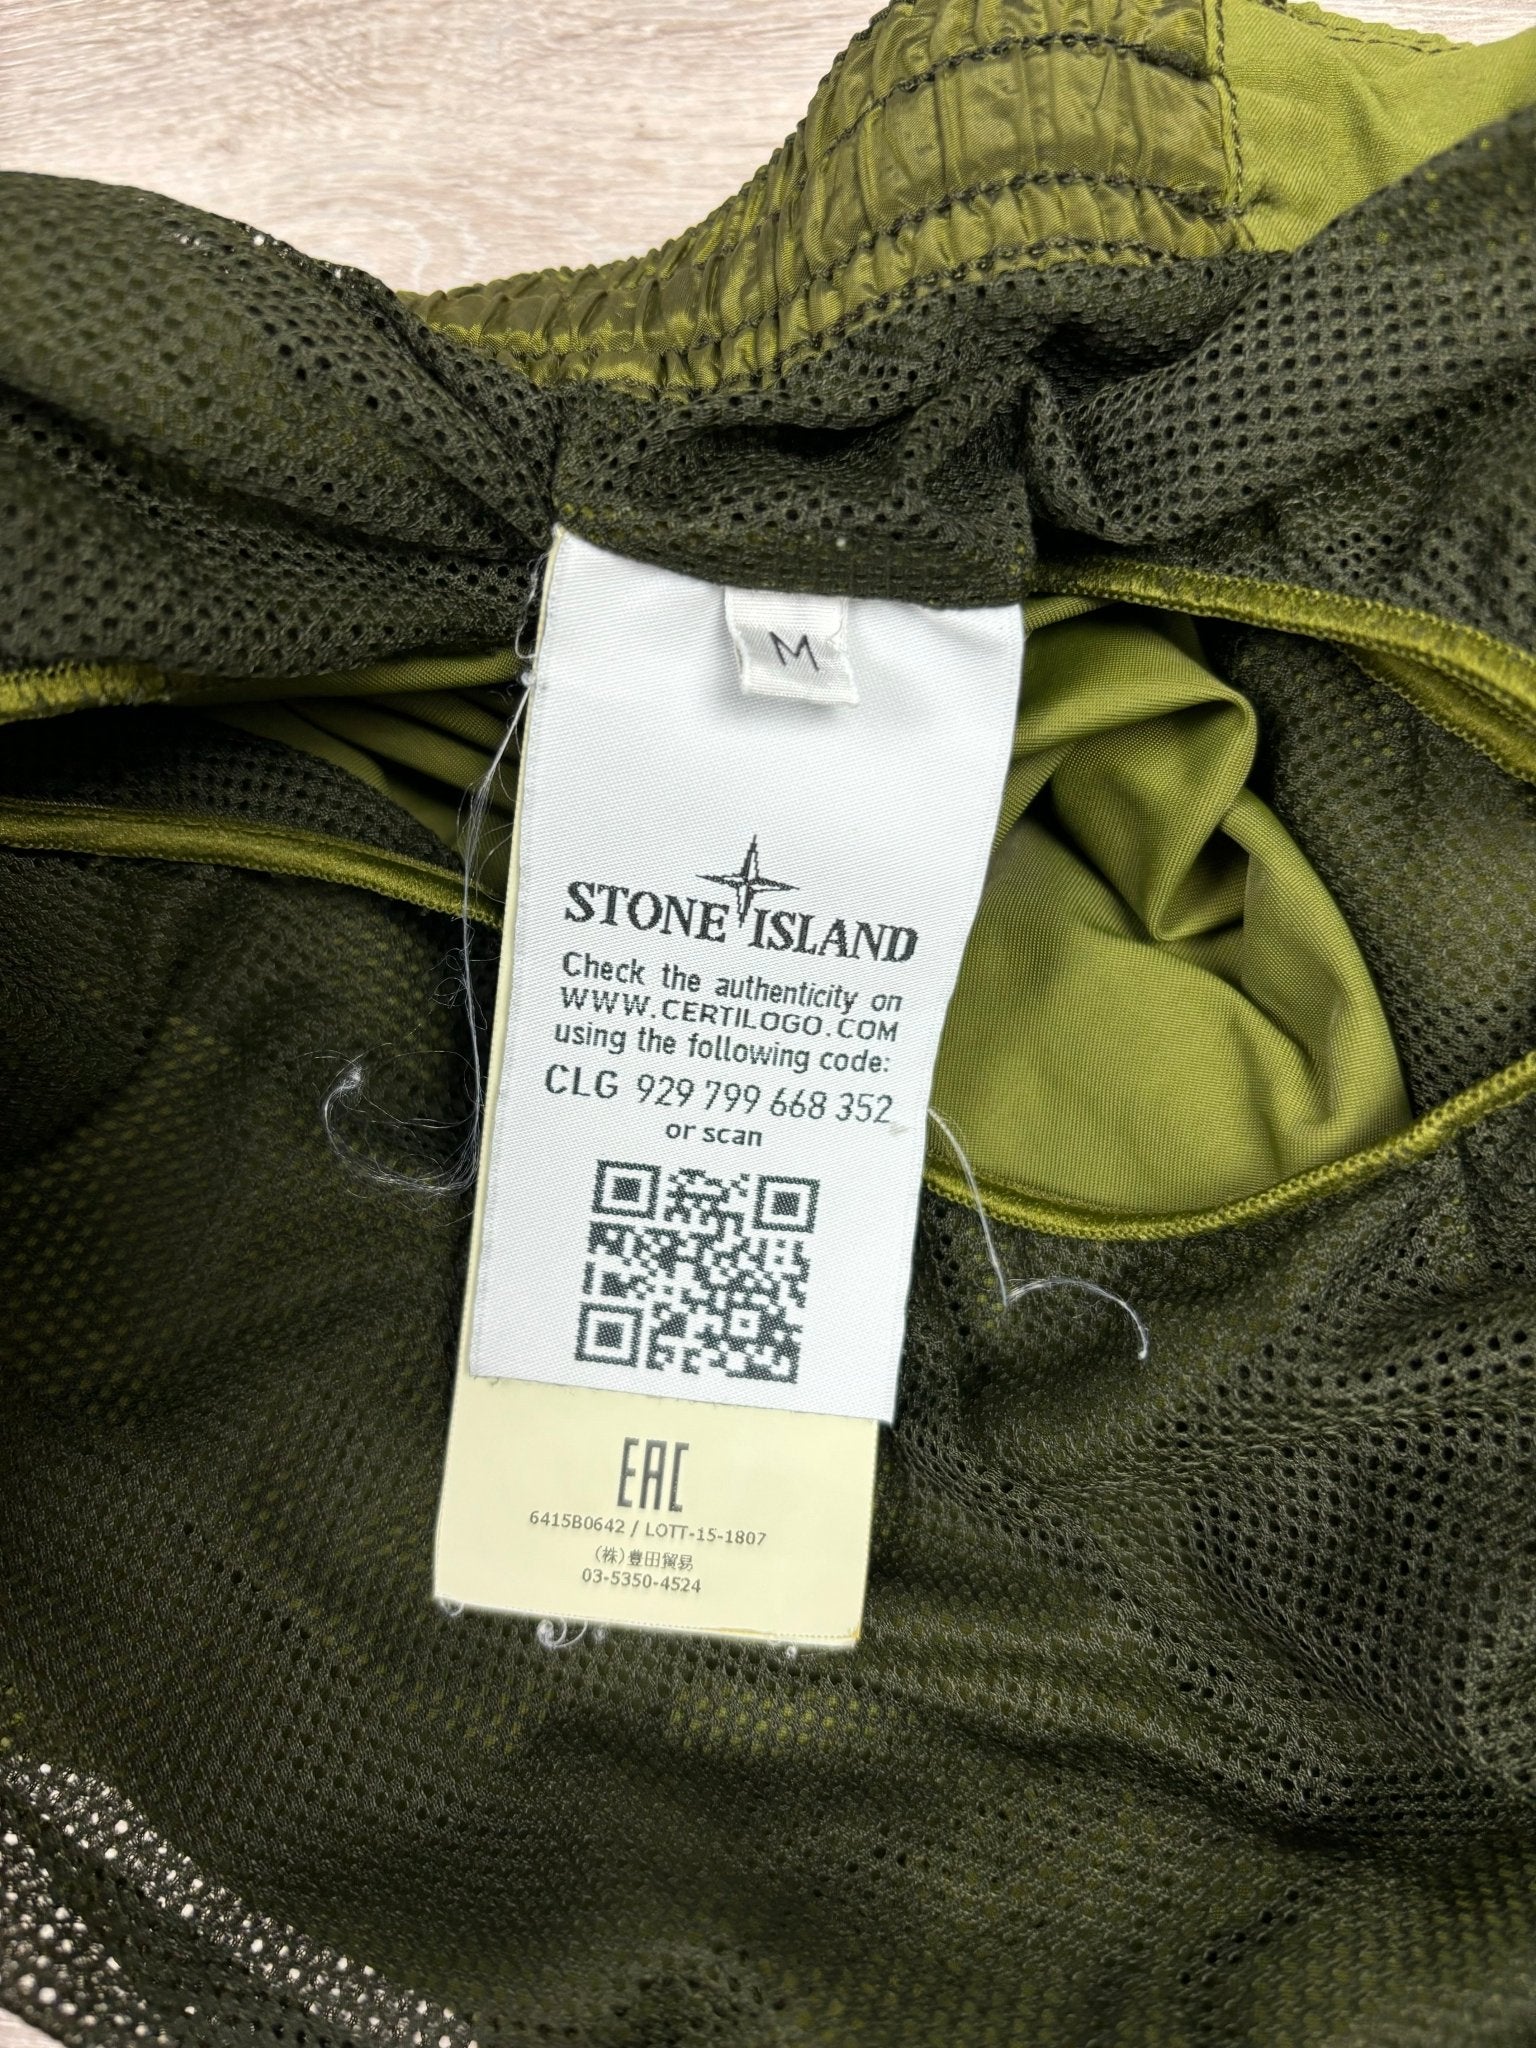 M
STONE ISLAND
Check the authenticity on
WWW.CERTILOGO.COM
using the following code:
CLG 929 799 668 352
or scan
EAC
6415B0642 / LOTT-15-1807
(株)豊田貿易
03-5350-4524